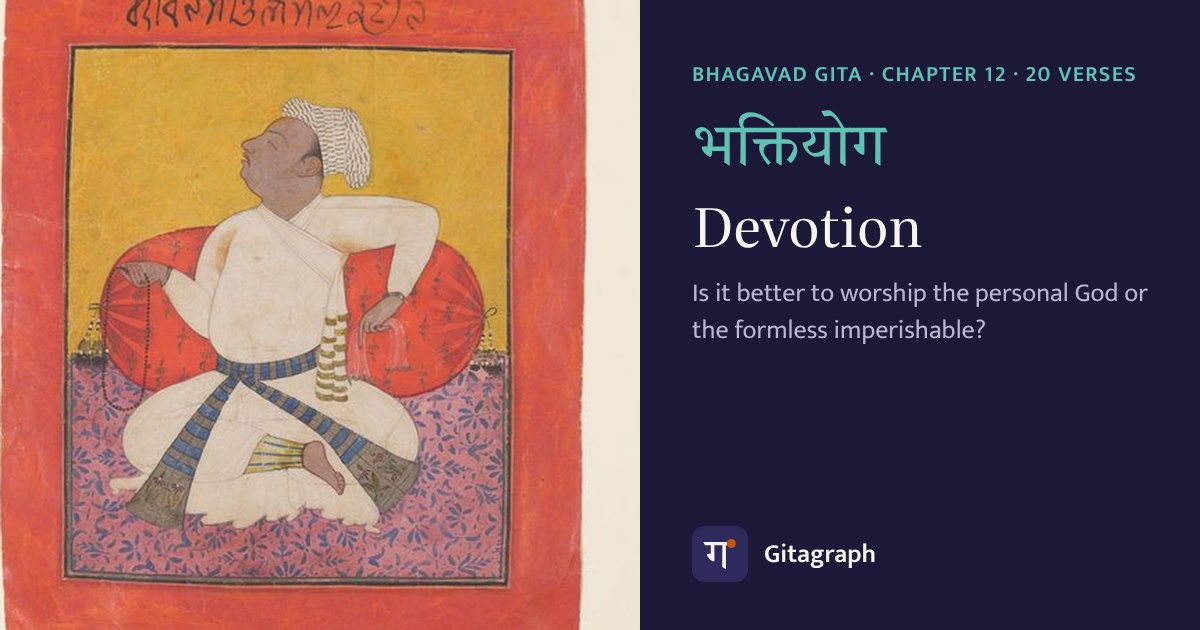 BHAGAVAD GITA · CHAPTER 12 · 20 VERSES
भक्तियोग
Devotion
Is it better to worship the personal God or
the formless imperishable?
ग
Gitagraph